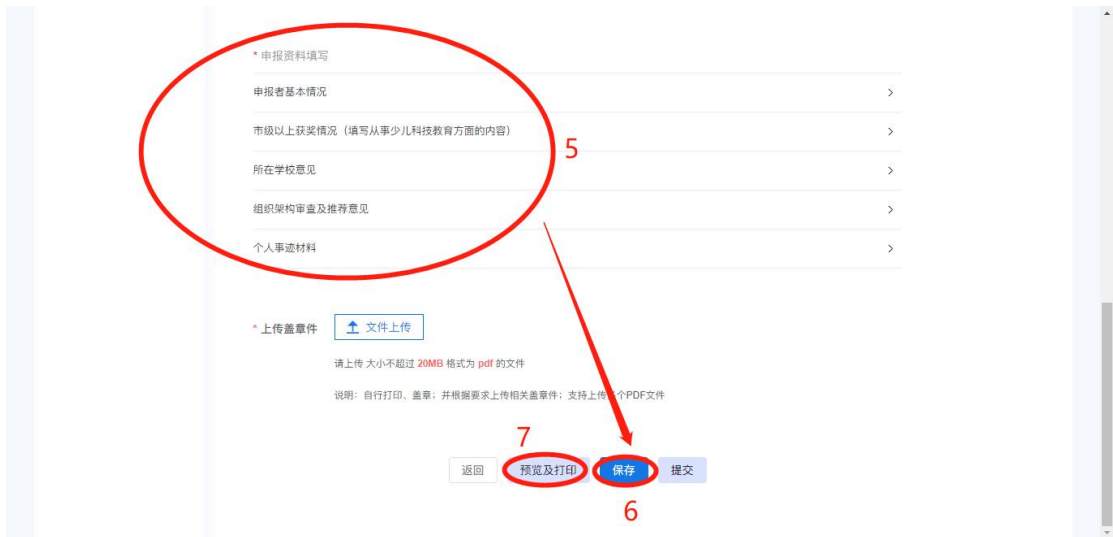 * 申报资料填写
申报者基本情况
市级以上获奖情况（填写从事少儿科技教育方面的内容）
5
所在学校意见
组织架构审查及推荐意见
个人事迹材料
* 上传盖章件 文件上传
请上传 大小不超过 20MB 格式为 pdf 的文件
说明：自行打印、盖章；并根据要求上传相关盖章件；支持上传 个PDF文件
7
返回 预览及打印 保存 提交
6